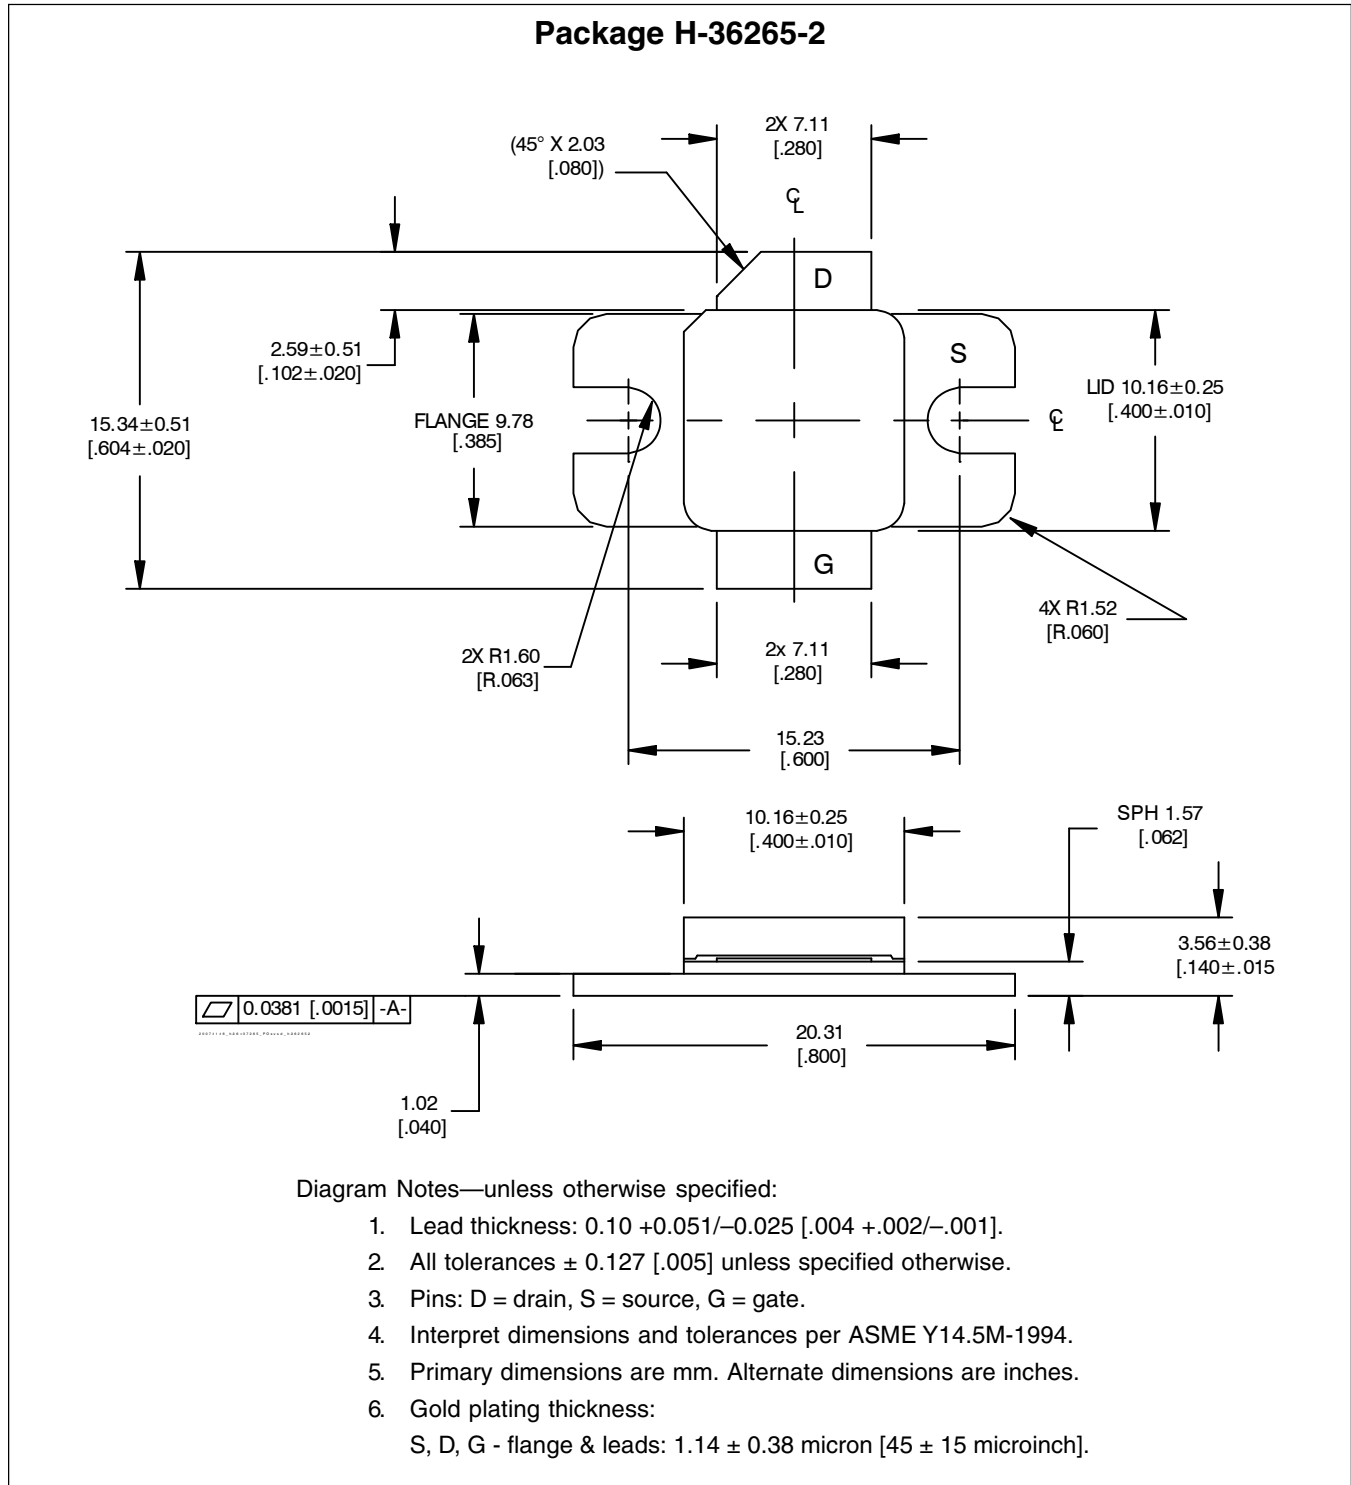 Package H-36265-2
2X 7.11
[.280]
(45° X 2.03
[.080])
CL
D
2.59±0.51
[.102±.020]
S
LID 10.16±0.25
[.400±.010]
15.34±0.51
[.604±.020]
FLANGE 9.78
[.385]
CL
G
4X R1.52
[R.060]
2X R1.60
[R.063]
2x 7.11
[.280]
15.23
[.600]
10.16±0.25
[.400±.010]
SPH 1.57
[.062]
3.56±0.38
[.140±.015
0.0381 [.0015] -A-
20.31
[.800]
1.02
[.040]
Diagram Notes—unless otherwise specified:
1. Lead thickness: 0.10 +0.051/–0.025 [.004 +.002/–.001].
2. All tolerances ± 0.127 [.005] unless specified otherwise.
3. Pins: D = drain, S = source, G = gate.
4. Interpret dimensions and tolerances per ASME Y14.5M-1994.
5. Primary dimensions are mm. Alternate dimensions are inches.
6. Gold plating thickness:
S, D, G - flange & leads: 1.14 ± 0.38 micron [45 ± 15 microinch].